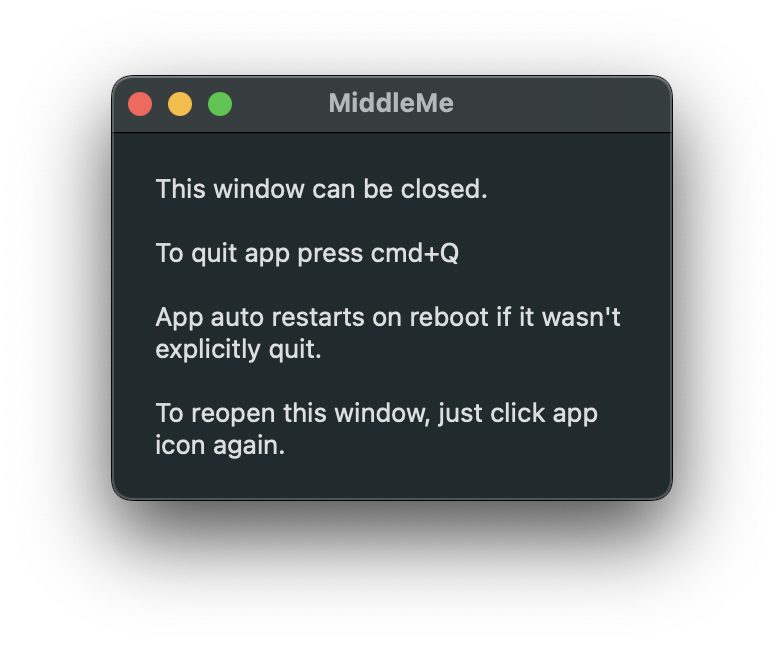 MiddleMe
This window can be closed.
To quit app press cmd+Q
App auto restarts on reboot if it wasn't
explicitly quit.
To reopen this window, just click app
icon again.